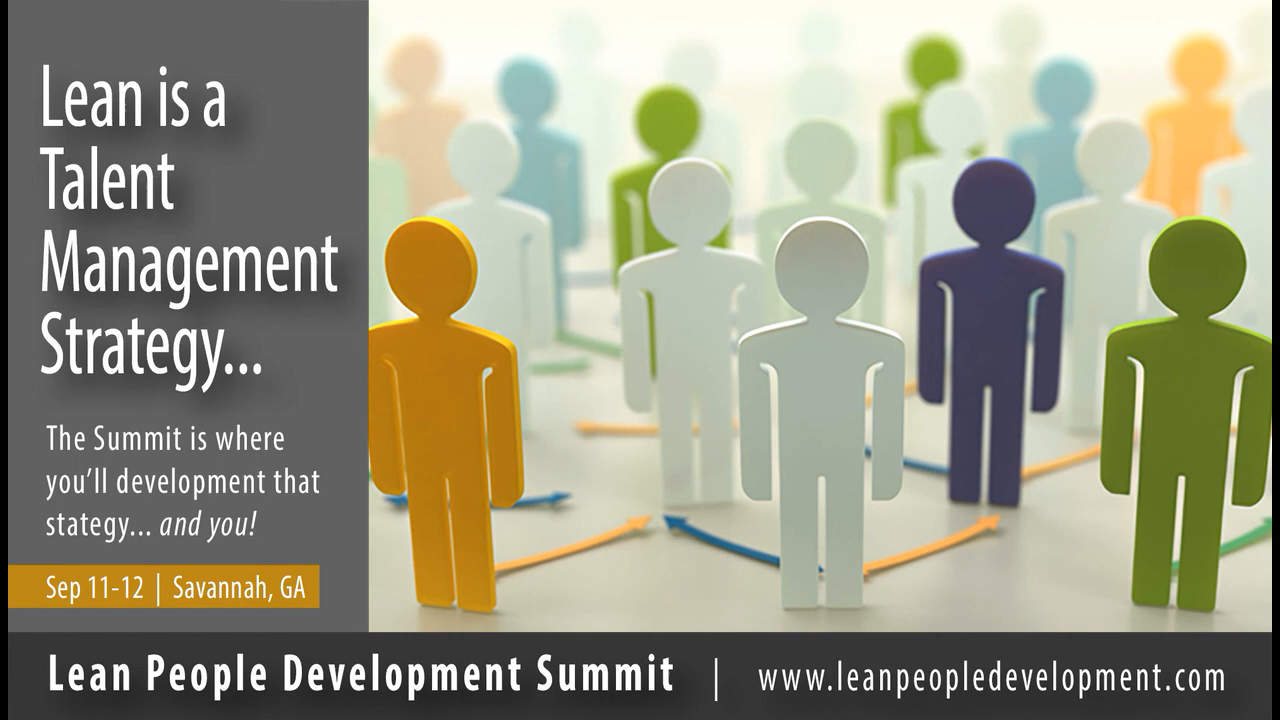 Lean is a
Talent
Management
Strategy...
The Summit is where
you'll development that
stategy... and you!
Sep 11-12 | Savannah, GA
Lean People Development Summit | www.leanpeopledevelopment.com